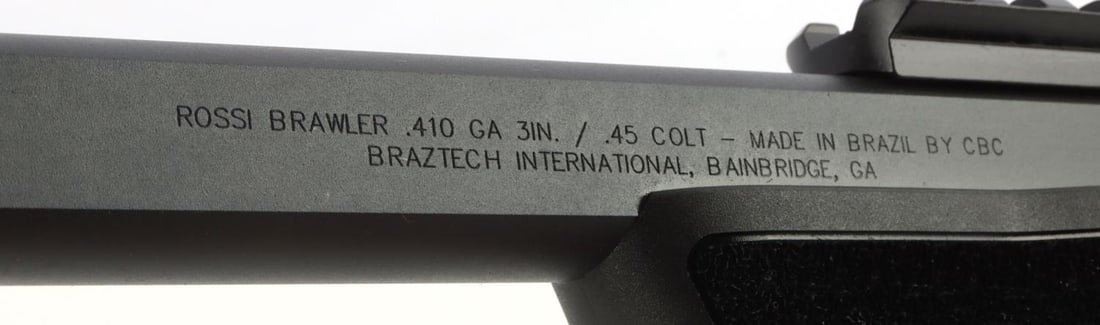 ROSSI BRAWLER .410 GA 3IN. / .45 COLT – MADE IN BRAZIL BY CBC
BRAZTECH INTERNATIONAL, BAINBRIDGE, GA